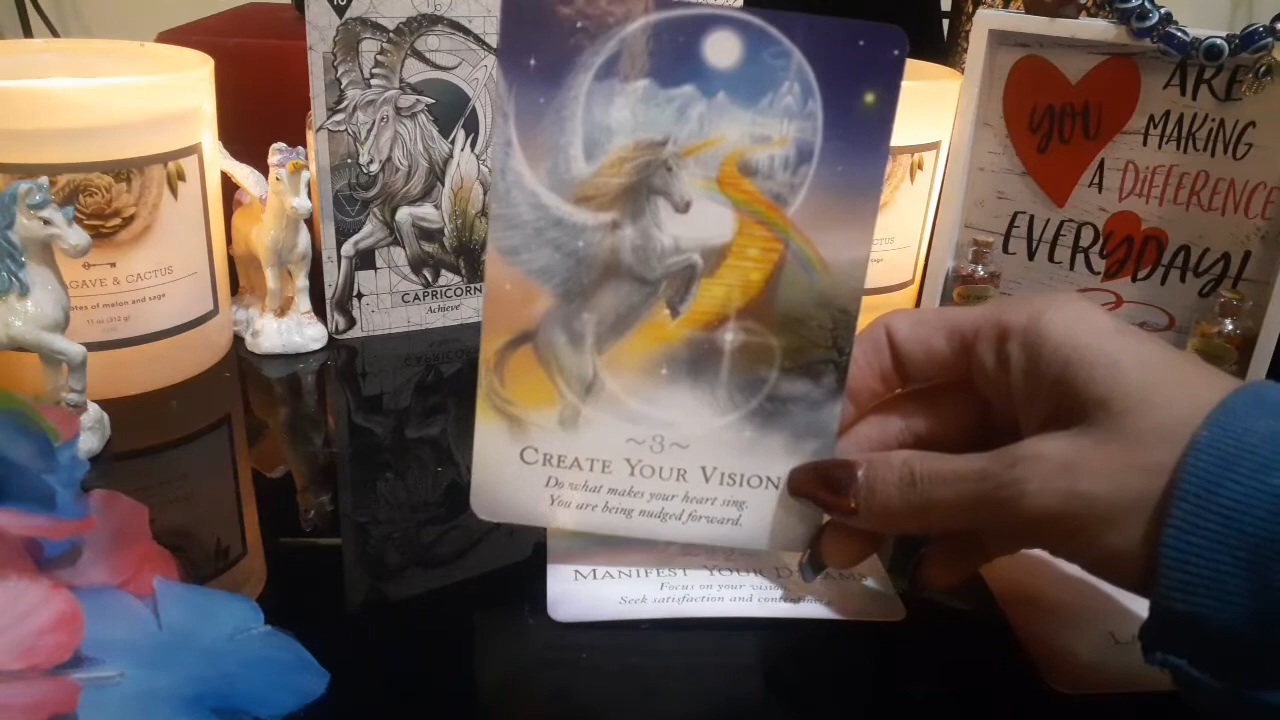 AGAVE & CACTUS
notes of melon and sage
11 oz (312 g)
CAPRICORN
Achieve
~3~
CREATE YOUR VISION
Do what makes your heart sing.
You are being nudged forward.
MANIFEST YOUR DREAMS
Focus on your vision.
Seek satisfaction and
CTUS
sage
YOU ARE
MAKING
A DIFFERENCE
EVERYDAY!